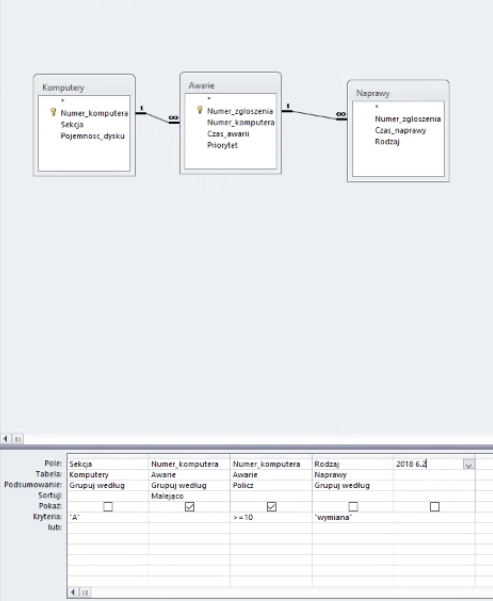 Komputery
*
Numer_komputera
Sekcja
Pojemnosc_dysku
1
∞
Awarie
*
Numer_zgloszenia
Numer_komputera
Czas_awarii
Priorytet
1
∞
Naprawy
*
Numer_zgloszenia
Czas_naprawy
Rodzaj
Pole: Sekcja Numer_komputera Numer_komputera Rodzaj 2018 6.2
Tabela: Komputery Awarie Awarie Naprawy
Podsumowanie: Grupuj według Grupuj według Policz Grupuj według
Sortuj: Malejąco
Pokaż:
Kryteria: "A" >=10 "wymiana"
lub: